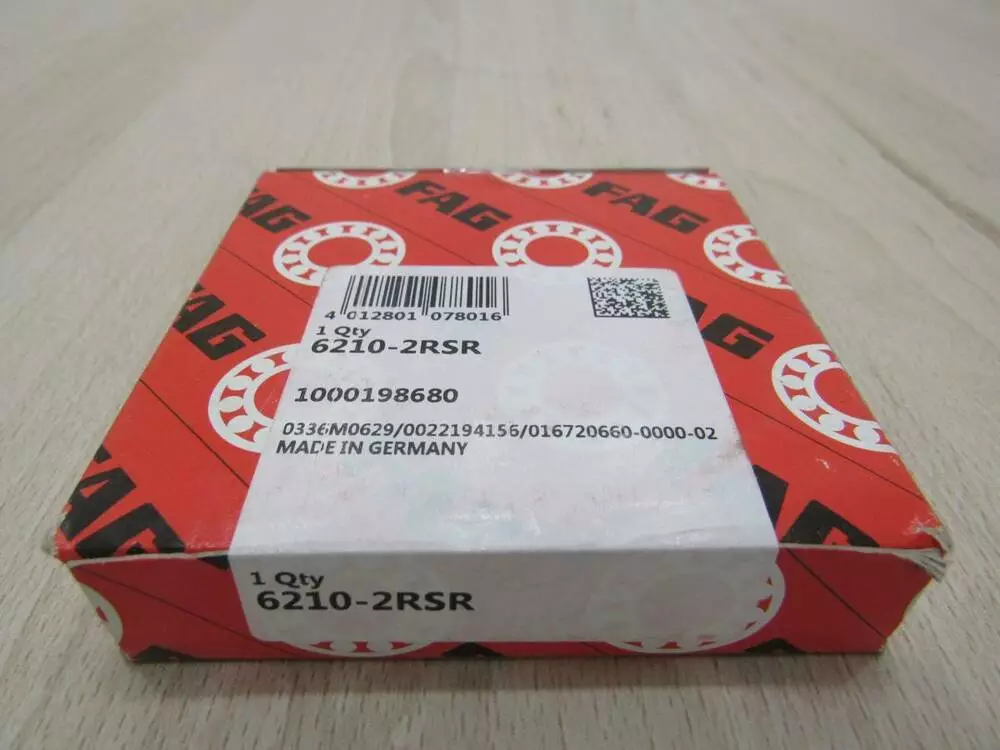 FAG FAG FAG
FAG FAG
4 012801 078016
1 Qty
6210-2RSR
1000198680
0336M0629/0022194156/016720660-0000-02
MADE IN GERMANY
FAG
1 Qty
6210-2RSR